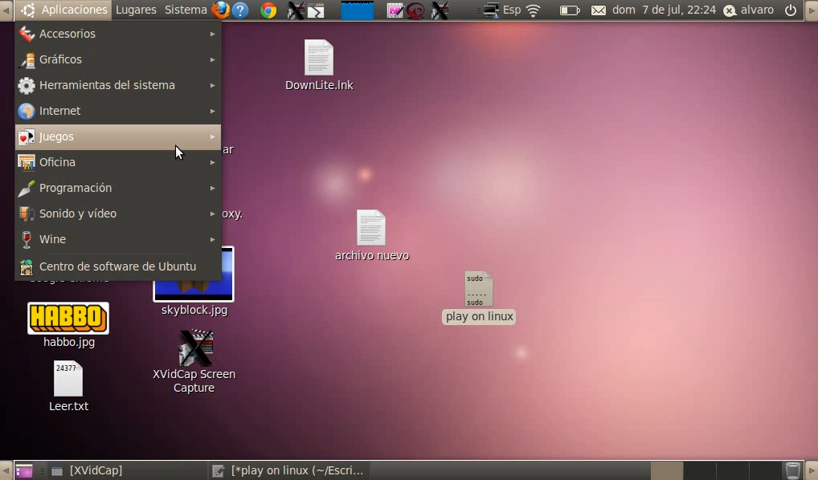 Aplicaciones Lugares Sistema Esp dom 7 de jul, 22:24 alvaro
Accesorios
Gráficos
Herramientas del sistema
Internet
Juegos
Oficina
Programación
Sonido y vídeo
Wine
Centro de software de Ubuntu
DownLite.lnk
ar
oxy.
archivo nuevo
sudo
-----
sudo
play on linux
skyblock.jpg
HABBO
habbo.jpg
XVidCap Screen
Capture
24377
Leer.txt
[XVidCap] [*play on linux (~/Escri...